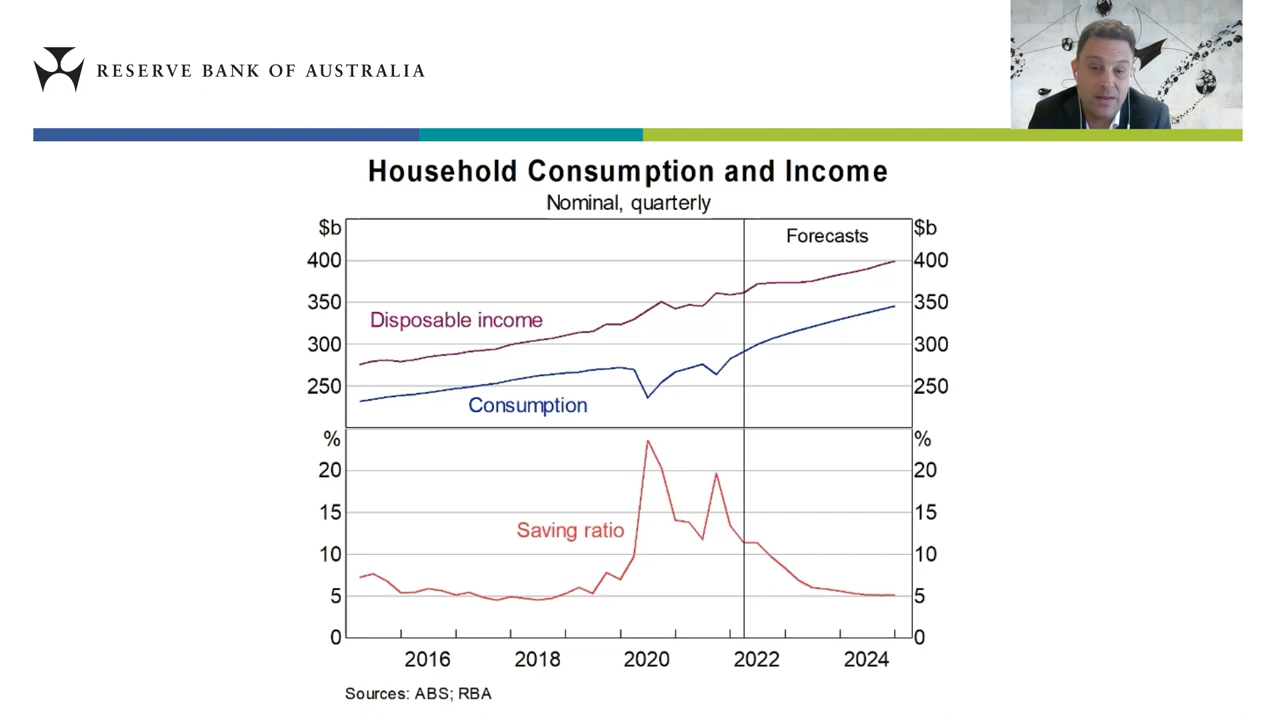 RESERVE BANK OF AUSTRALIA
Household Consumption and Income
Nominal, quarterly
$b $b
Forecasts
400 400
350 350
Disposable income
300 300
250 250
Consumption
% %
20 20
15 15
Saving ratio
10 10
5 5
0 0
2016 2018 2020 2022 2024
Sources: ABS; RBA